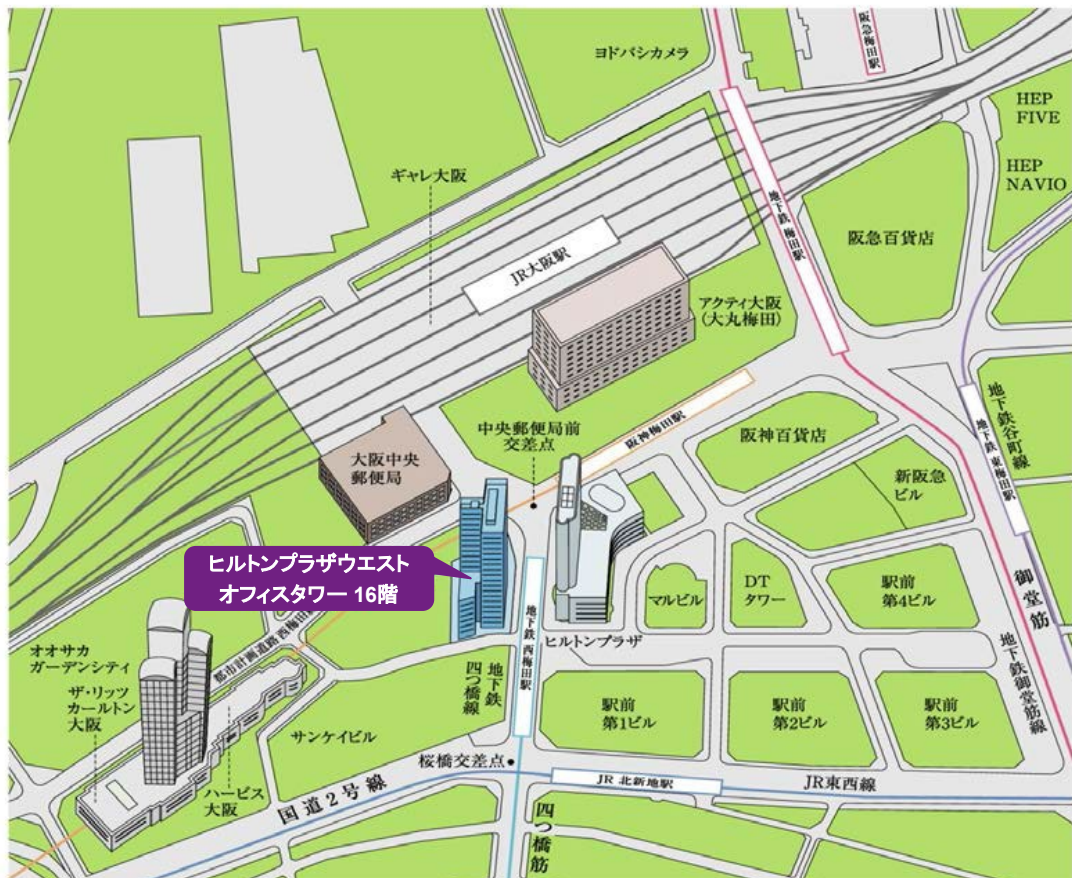 阪急梅田駅
ヨドバシカメラ
HEP
FIVE
HEP
NAVIO
ギャレ大阪
地下鉄 梅田駅
阪急百貨店
JR大阪駅
アクティ大阪
(大丸梅田)
中央郵便局前
交差点
阪神梅田駅
阪神百貨店
地下鉄谷町線
地下鉄 東梅田駅
大阪中央
郵便局
新阪急
ビル
ヒルトンプラザウエスト
オフィスタワー 16階
マルビル
DT
タワー
駅前
第4ビル
御堂筋
地下鉄 西梅田駅
ヒルトンプラザ
都市計画道路 西梅田
オオサカ
ガーデンシティ
地下鉄
四つ橋線
地下鉄御堂筋線
ザ・リッツ
カールトン
大阪
駅前
第1ビル
駅前
第2ビル
駅前
第3ビル
サンケイビル
桜橋交差点
JR 北新地駅
JR東西線
ハービス
大阪
国道2号線
四つ橋筋